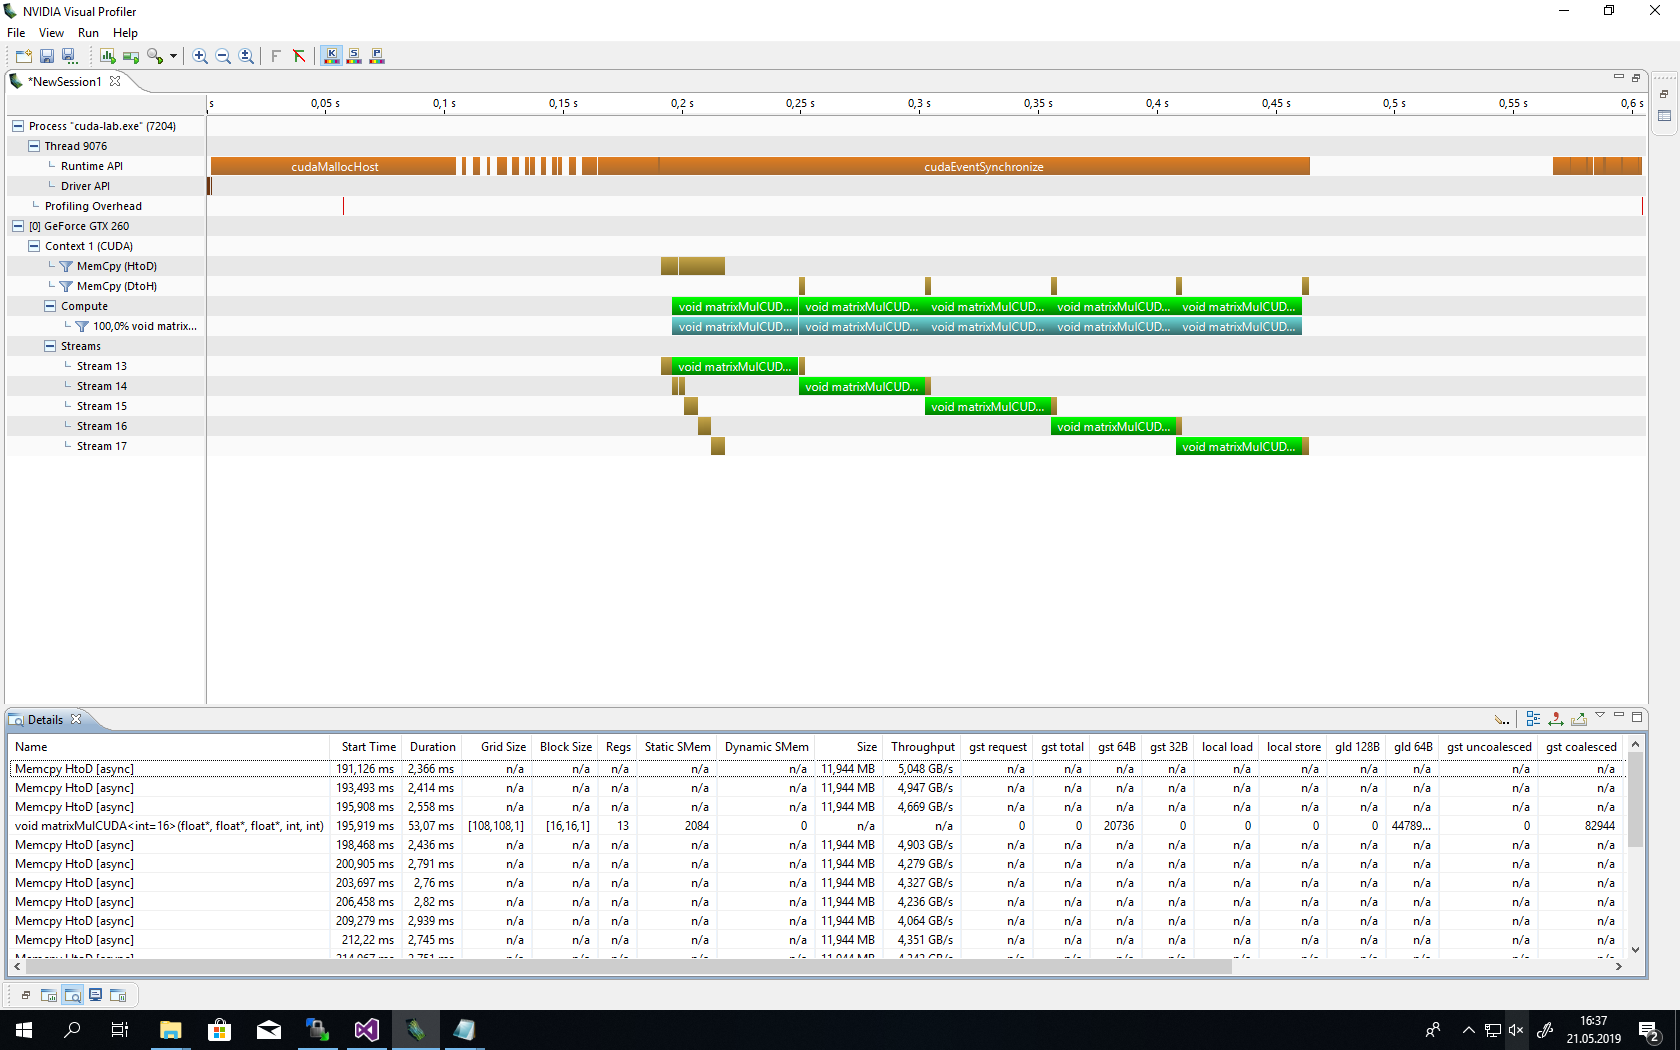 NVIDIA Visual Profiler
File View Run Help
*NewSession1
s 0,05 s 0,1 s 0,15 s 0,2 s 0,25 s 0,3 s 0,35 s 0,4 s 0,45 s 0,5 s 0,55 s 0,6 s
Process "cuda-lab.exe" (7204)
Thread 9076
Runtime API cudaMallocHost cudaEventSynchronize
Driver API
Profiling Overhead
[0] GeForce GTX 260
Context 1 (CUDA)
MemCpy (HtoD)
MemCpy (DtoH)
Compute void matrixMulCUD... void matrixMulCUD... void matrixMulCUD... void matrixMulCUD... void matrixMulCUD...
100,0% void matrix... void matrixMulCUD... void matrixMulCUD... void matrixMulCUD... void matrixMulCUD... void matrixMulCUD...
Streams
Stream 13 void matrixMulCUD...
Stream 14 void matrixMulCUD...
Stream 15 void matrixMulCUD...
Stream 16 void matrixMulCUD...
Stream 17 void matrixMulCUD...
Details
Name Start Time Duration Grid Size Block Size Regs Static SMem Dynamic SMem Size Throughput gst request gst total gst 64B gst 32B local load local store gld 128B gld 64B gst uncoalesced gst coalesced
Memcpy HtoD [async] 191,191 ms 2,366 ms n/a n/a n/a n/a n/a 11,944 MB 5,048 GB/s n/a n/a n/a n/a n/a n/a n/a n/a n/a n/a
Memcpy HtoD [async] 193,493 ms 2,414 ms n/a n/a n/a n/a n/a 11,944 MB 4,947 GB/s n/a n/a n/a n/a n/a n/a n/a n/a n/a n/a
Memcpy HtoD [async] 195,908 ms 2,558 ms n/a n/a n/a n/a n/a 11,944 MB 4,669 GB/s n/a n/a n/a n/a n/a n/a n/a n/a n/a n/a
void matrixMulCUDA<int=16>(float*, float*, float*, int, int) 195,919 ms 53,07 ms [108,108,1] [16,16,1] 13 2084 0 n/a n/a 0 0 20736 0 0 0 0 44789... 0 82944
Memcpy HtoD [async] 198,468 ms 2,436 ms n/a n/a n/a n/a n/a 11,944 MB 4,903 GB/s n/a n/a n/a n/a n/a n/a n/a n/a n/a n/a
Memcpy HtoD [async] 200,905 ms 2,791 ms n/a n/a n/a n/a n/a 11,944 MB 4,279 GB/s n/a n/a n/a n/a n/a n/a n/a n/a n/a n/a
Memcpy HtoD [async] 203,697 ms 2,76 ms n/a n/a n/a n/a n/a 11,944 MB 4,327 GB/s n/a n/a n/a n/a n/a n/a n/a n/a n/a n/a
Memcpy HtoD [async] 206,458 ms 2,82 ms n/a n/a n/a n/a n/a 11,944 MB 4,236 GB/s n/a n/a n/a n/a n/a n/a n/a n/a n/a n/a
Memcpy HtoD [async] 209,279 ms 2,939 ms n/a n/a n/a n/a n/a 11,944 MB 4,064 GB/s n/a n/a n/a n/a n/a n/a n/a n/a n/a n/a
Memcpy HtoD [async] 212,22 ms 2,745 ms n/a n/a n/a n/a n/a 11,944 MB 4,351 GB/s n/a n/a n/a n/a n/a n/a n/a n/a n/a n/a
16:37
21.05.2019
2